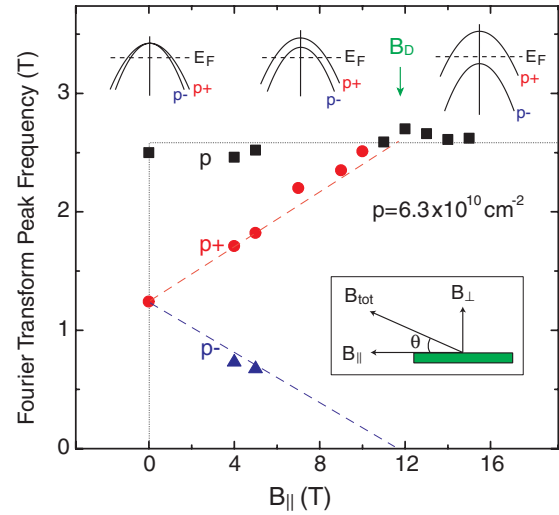 E_F
p-
p+
E_F
p-
p+
B_D
E_F
p+
p-
Fourier Transform Peak Frequency (T)
3
2
1
0
p
p+
p-
p=6.3x10^10 cm^-2
B_tot
B_⊥
B_||
θ
0
4
8
12
16
B_|| (T)